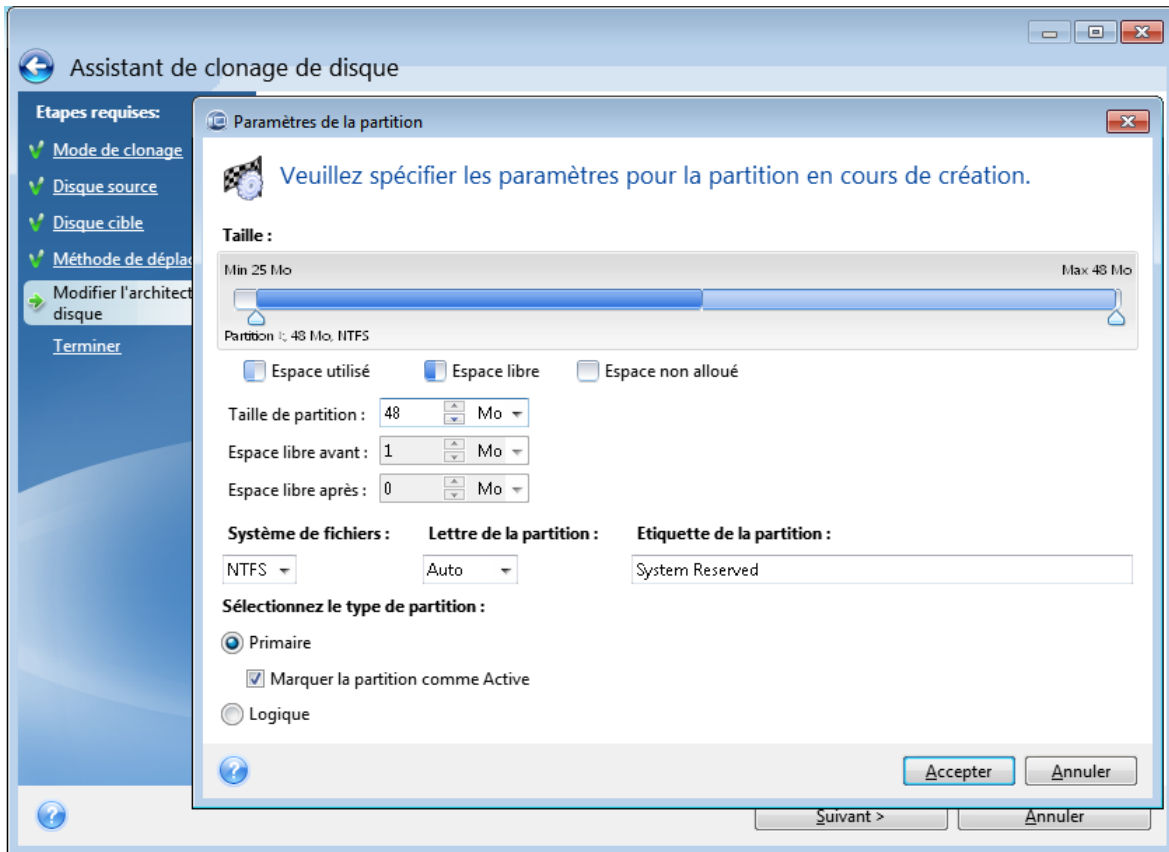 Assistant de clonage de disque
Etapes requises:
Mode de clonage
Disque source
Disque cible
Méthode de déplac
Modifier l'architect
disque
Terminer
Paramètres de la partition
Veuillez spécifier les paramètres pour la partition en cours de création.
Taille :
Min 25 Mo Max 48 Mo
Partition : 48 Mo, NTFS
Espace utilisé Espace libre Espace non alloué
Taille de partition : 48 Mo
Espace libre avant : 1 Mo
Espace libre après : 0 Mo
Système de fichiers : Lettre de la partition : Etiquette de la partition :
NTFS Auto System Reserved
Sélectionnez le type de partition :
Primaire
Marquer la partition comme Active
Logique
Accepter Annuler
Suivant > Annuler